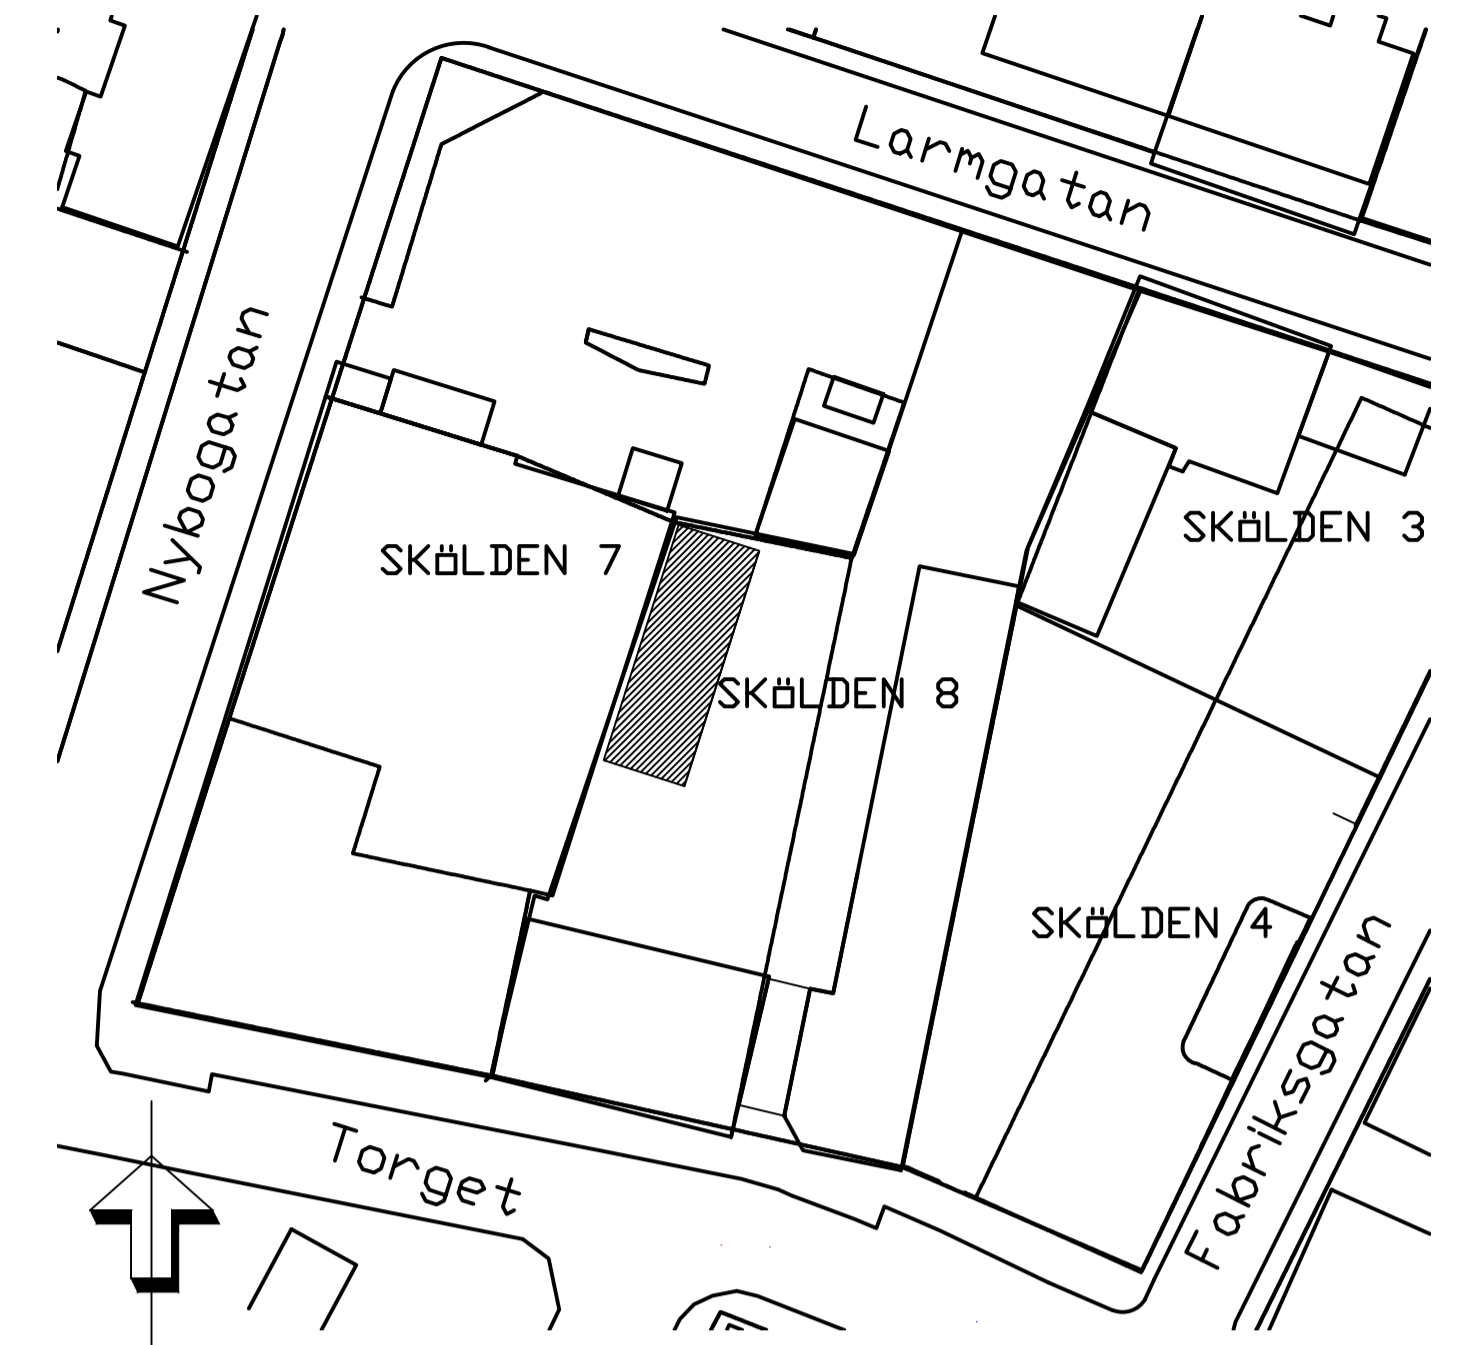 Larmgatan
Nybogatan
SKöLDEN 3
SKöLDEN 7
SKöLDEN 8
SKöLDEN 4
Fabriksgatan
Torget